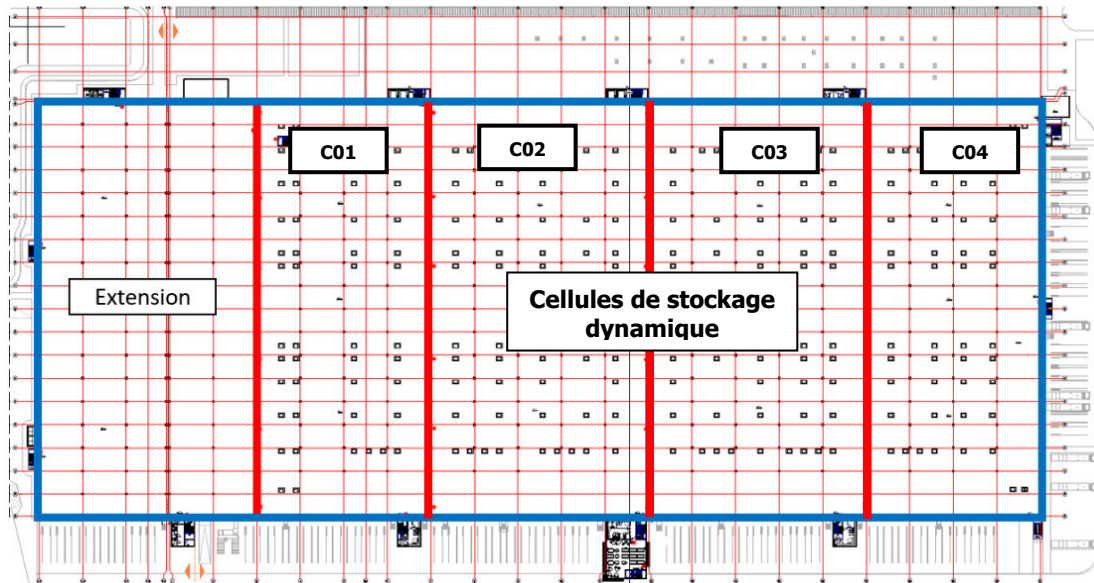 C01
C02
C03
C04
Extension
Cellules de stockage
dynamique